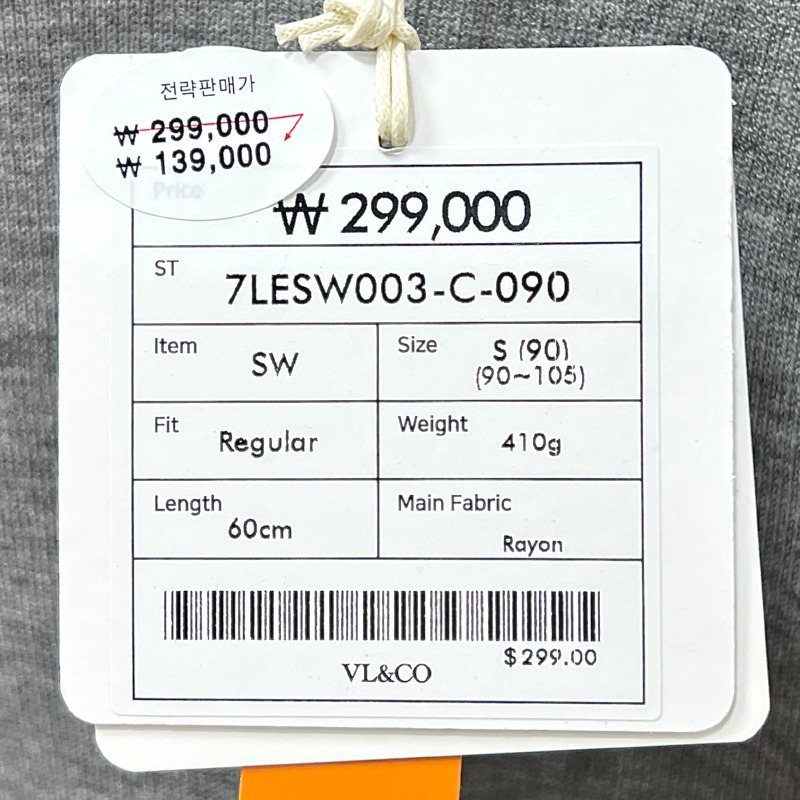 전략판매가
₩ 299,000
₩ 139,000
Price
₩ 299,000
ST
7LESW003-C-090
Item
SW
Size
S (90)
(90~105)
Fit
Regular
Weight
410g
Length
60cm
Main Fabric
Rayon
$299.00
VL&CO